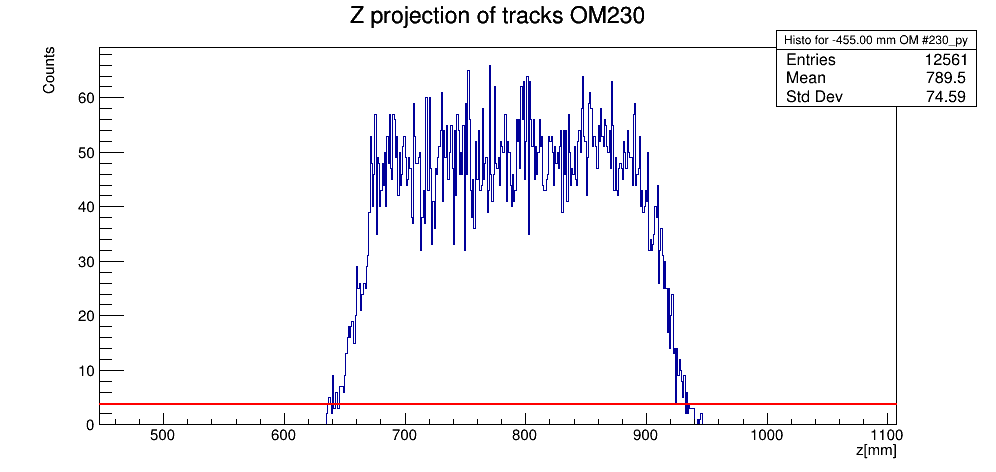 Z projection of tracks OM230
Histo for -455.00 mm OM #230_py
Entries 12561
Mean 789.5
Std Dev 74.59
Counts
60
50
40
30
20
10
0
500 600 700 800 900 1000 1100
z[mm]